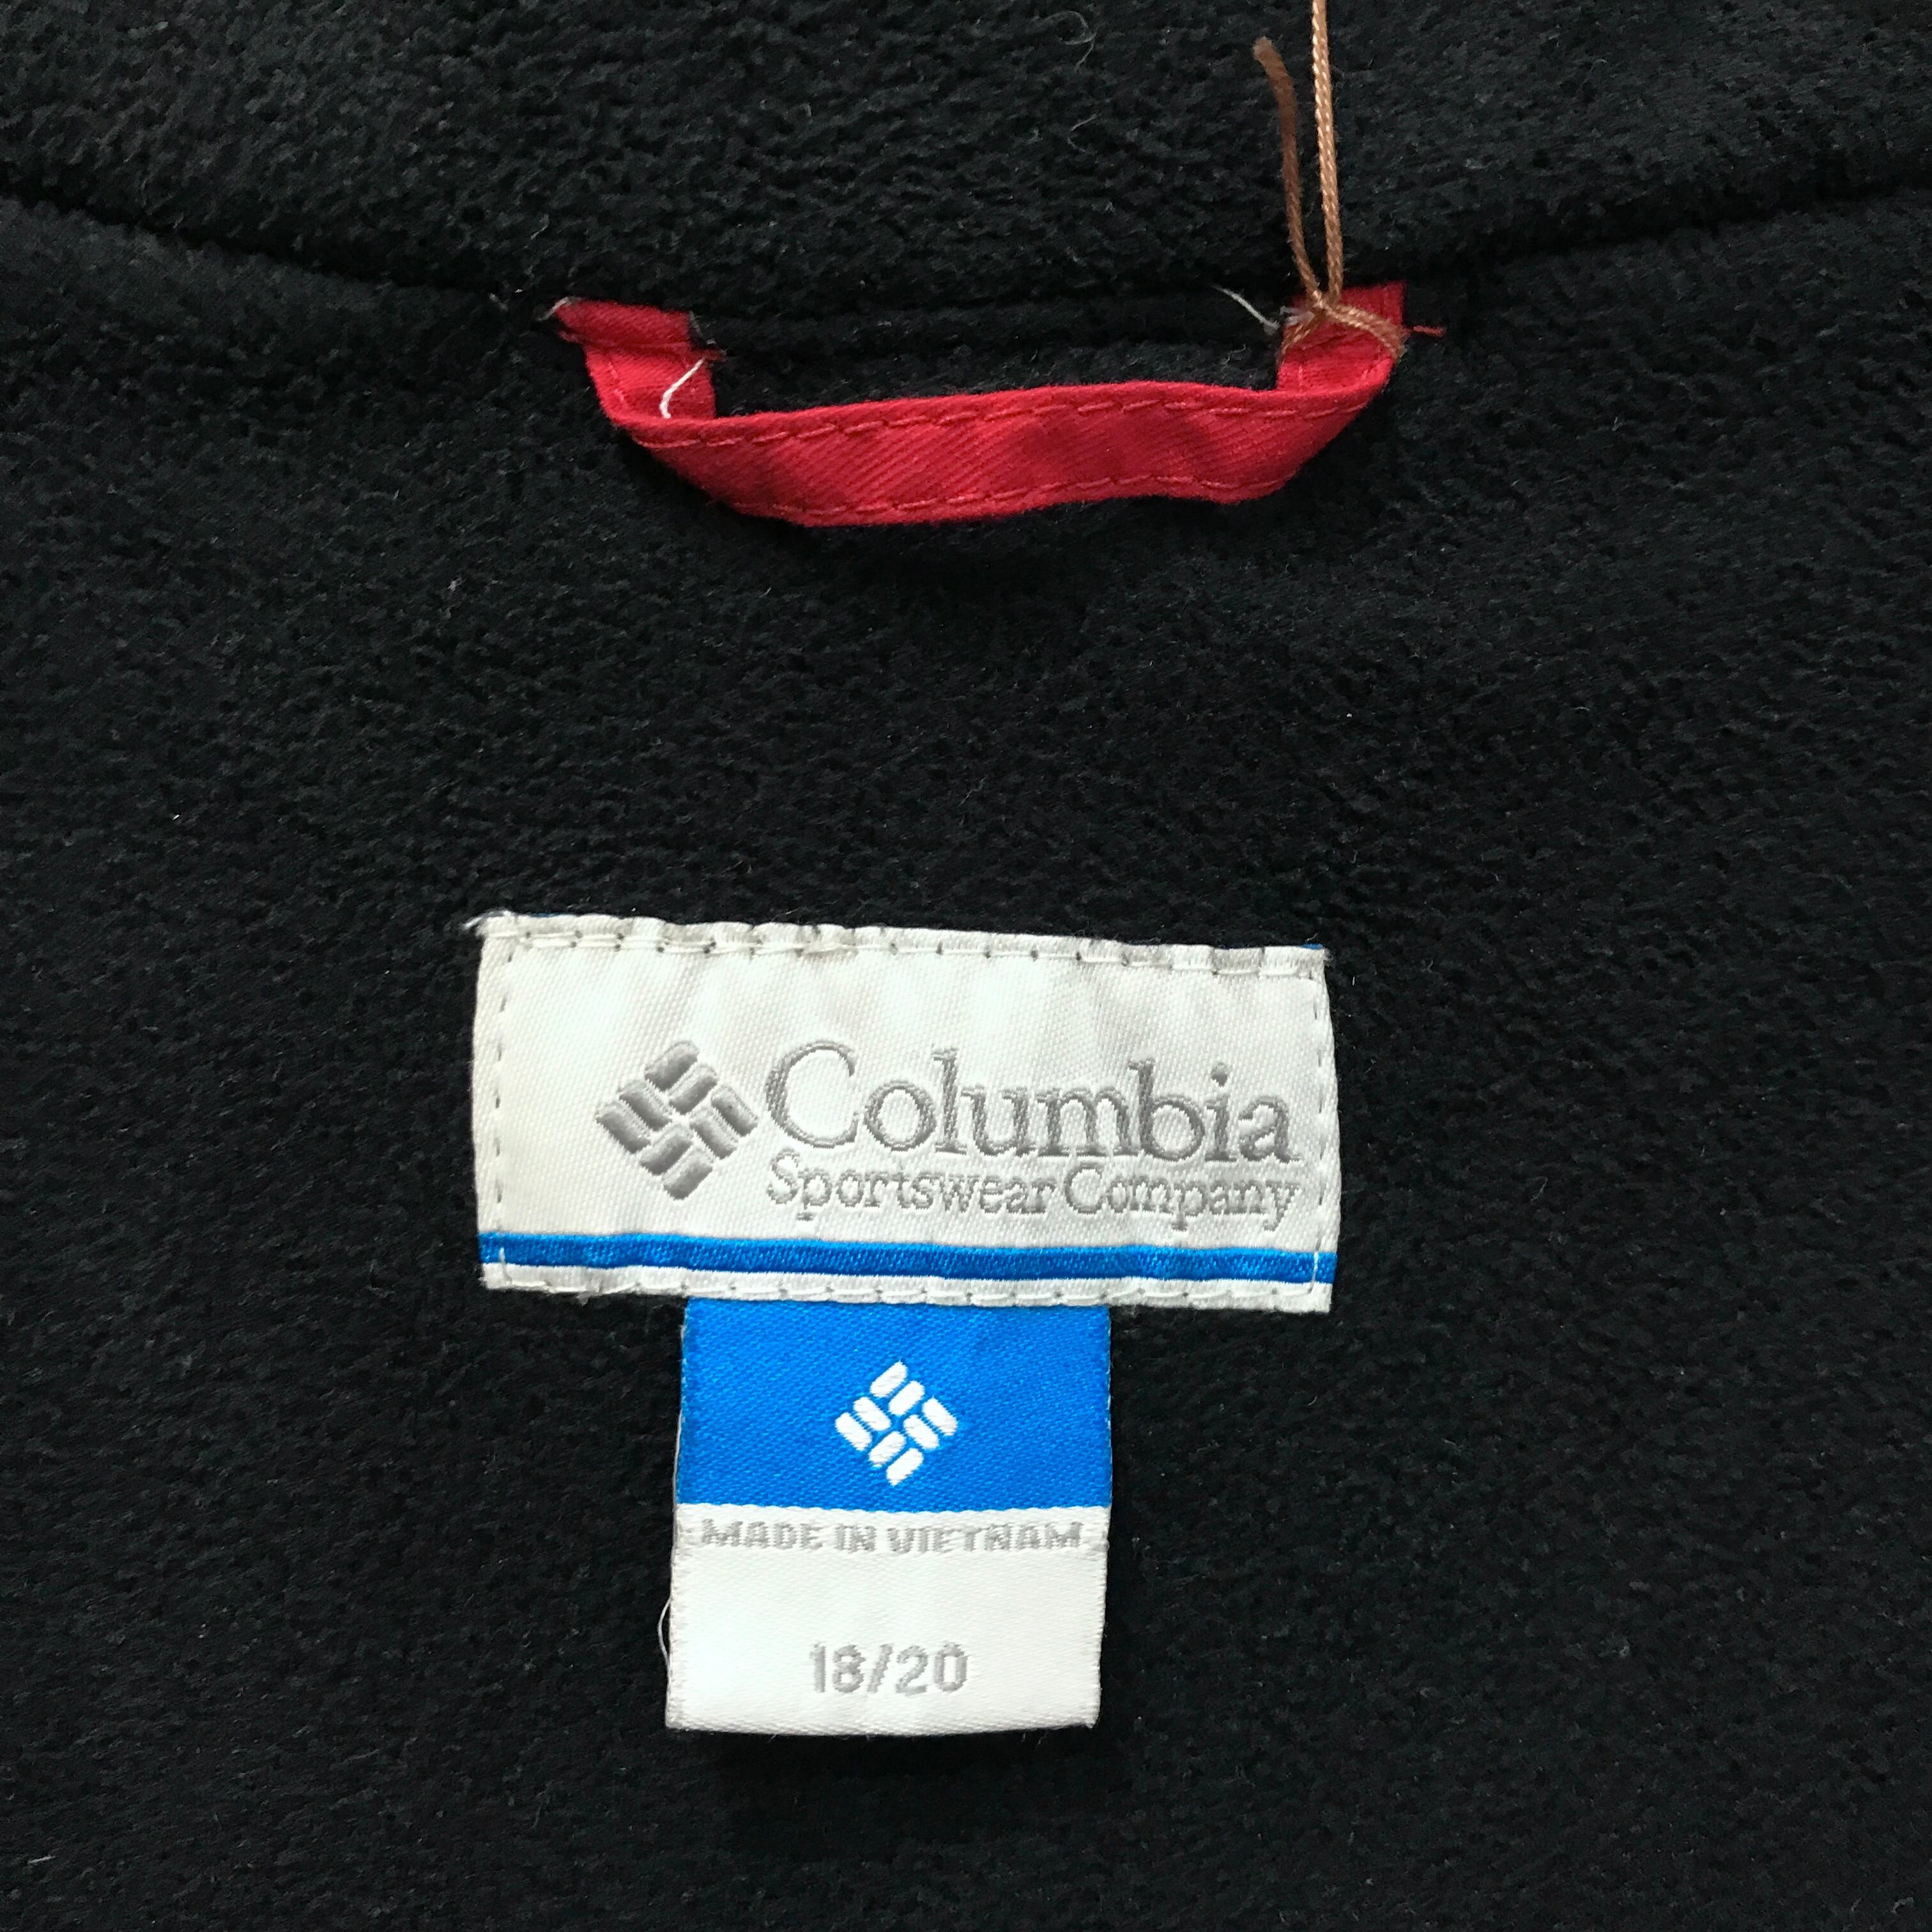 Columbia
Sportswear Company
MADE IN VIETNAM
18/20